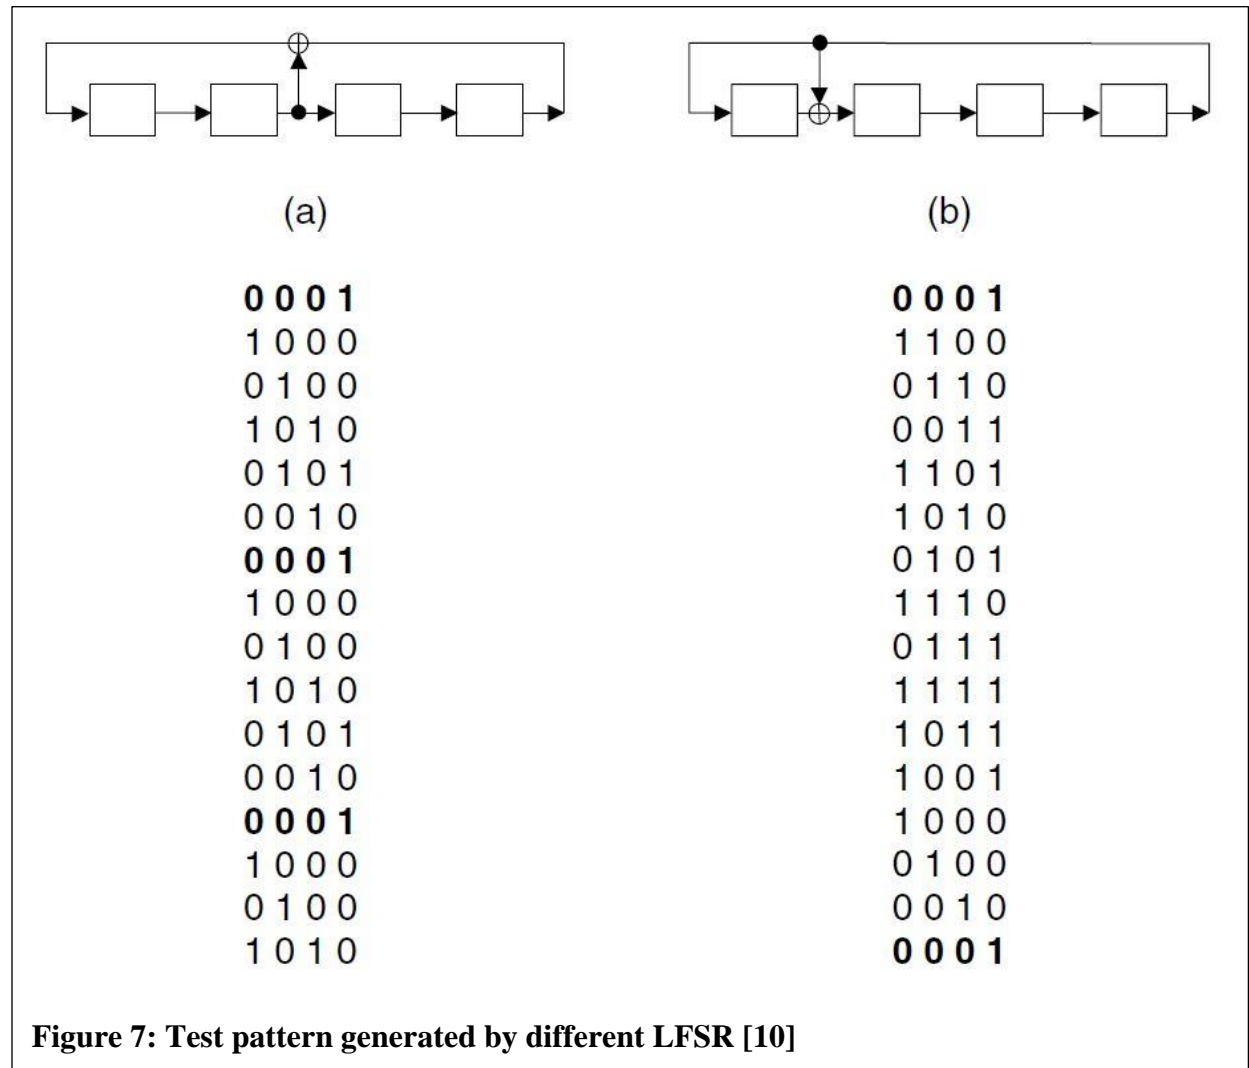 (a)
0 0 0 1
1 0 0 0
0 1 0 0
1 0 1 0
0 1 0 1
0 0 1 0
0 0 0 1
1 0 0 0
0 1 0 0
1 0 1 0
0 1 0 1
0 0 1 0
0 0 0 1
1 0 0 0
0 1 0 0
1 0 1 0
(b)
0 0 0 1
1 1 0 0
0 1 1 0
0 0 1 1
1 1 0 1
1 0 1 0
0 1 0 1
1 1 1 0
0 1 1 1
1 1 1 1
1 0 1 1
1 0 0 1
1 0 0 0
0 1 0 0
0 0 1 0
0 0 0 1
Figure 7: Test pattern generated by different LFSR [10]